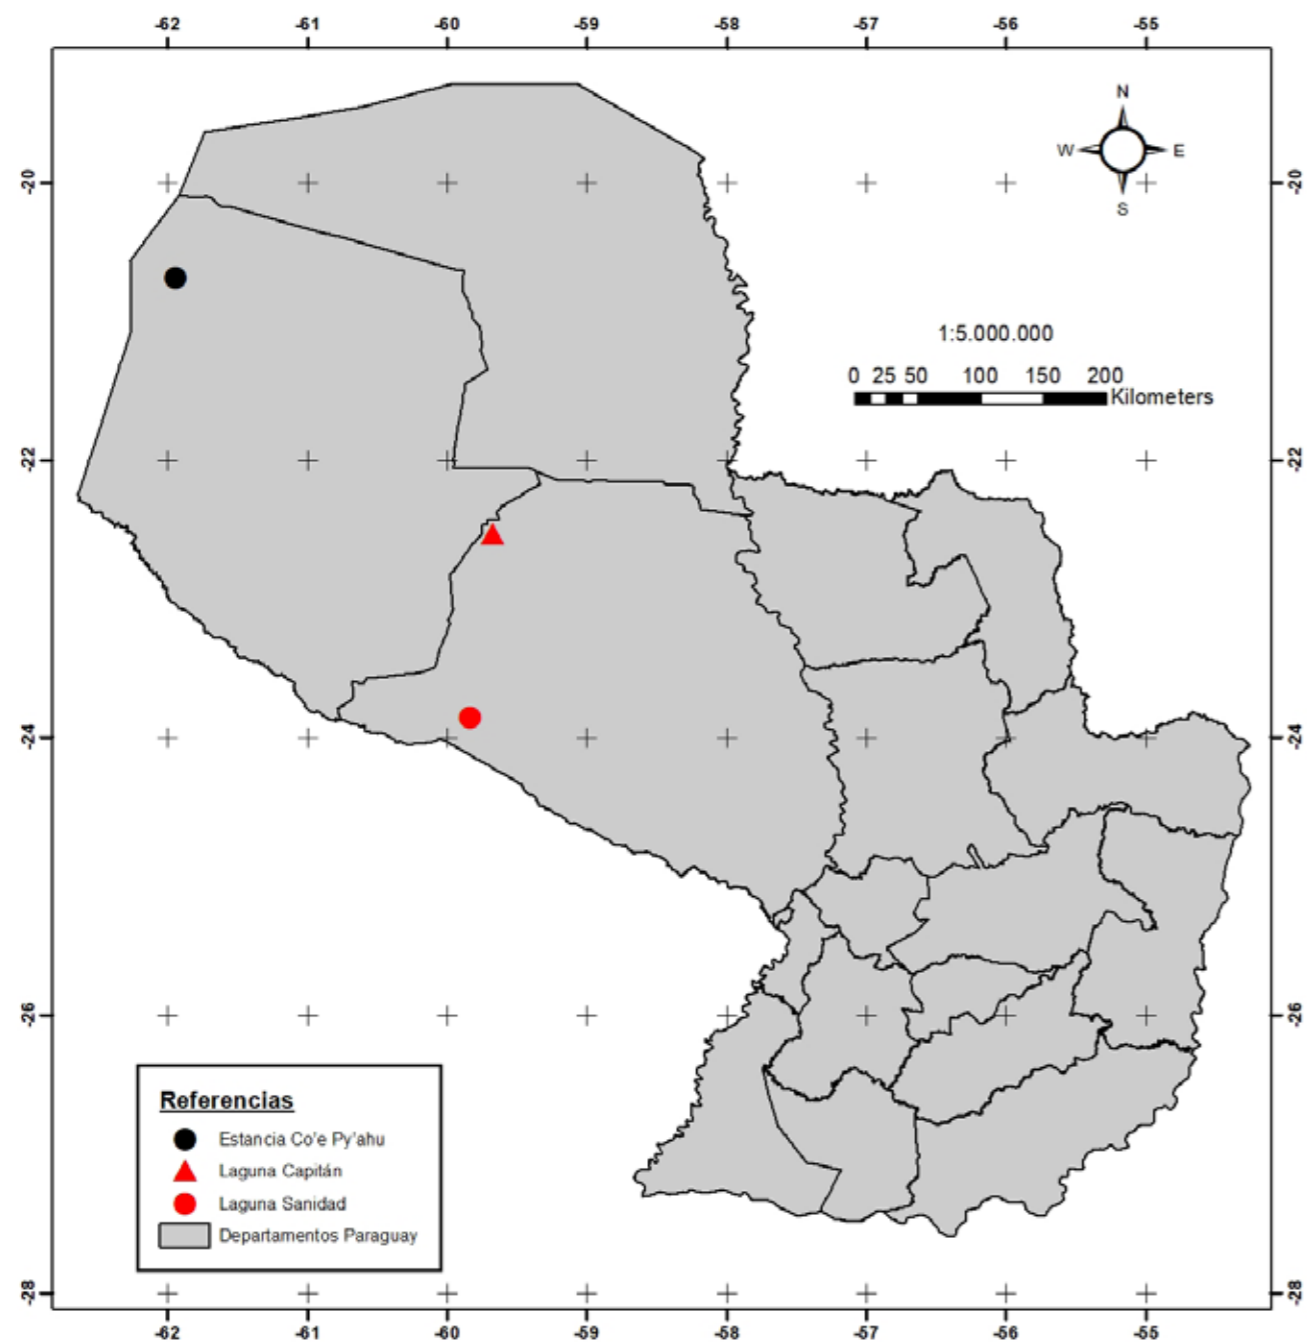 -62 -61 -60 -59 -58 -57 -56 -55
N
W E
S
-20 -20
1:5.000.000
0 25 50 100 150 200
Kilometers
-22 -22
-24 -24
-26 -26
Referencias
Estancia Co'e Py'ahu
Laguna Capitán
Laguna Sanidad
Departamentos Paraguay
-28 -28
-62 -61 -60 -59 -58 -57 -56 -55